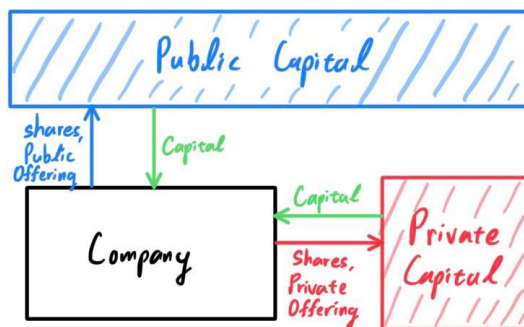 Public Capital
shares,
Public
Offering
Capital
Capital
Company
Shares,
Private
Offering
Private
Capital